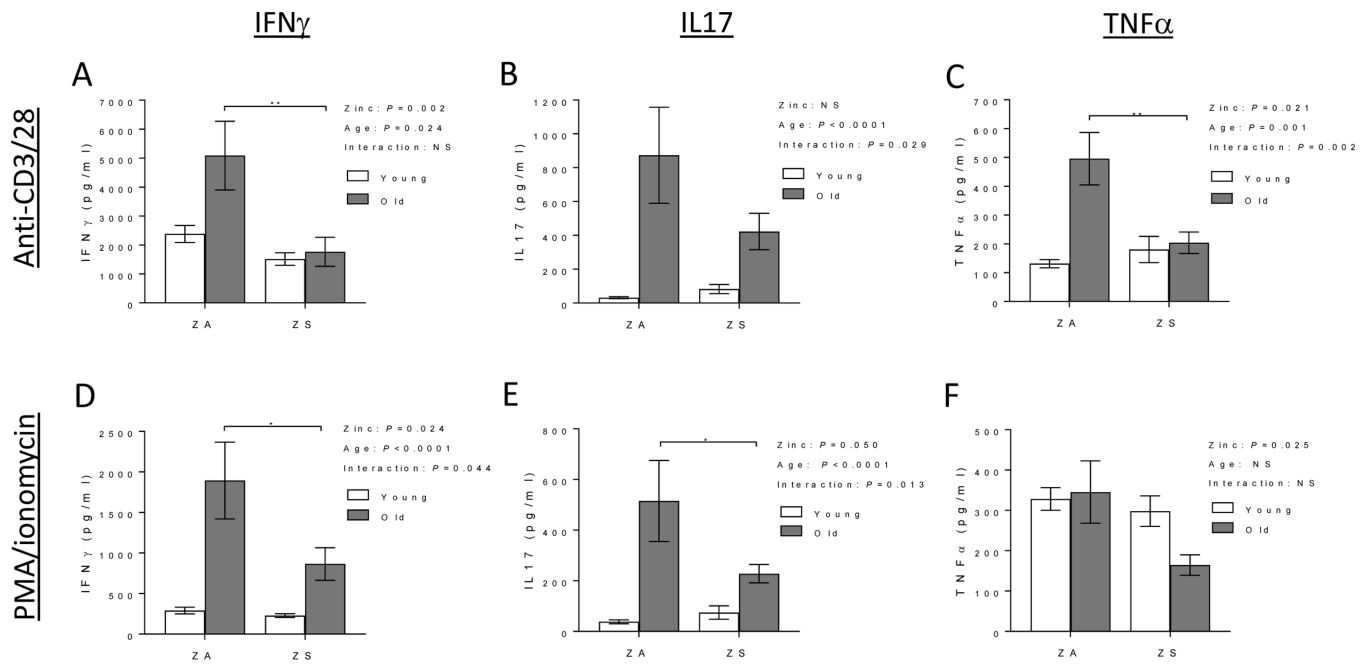 IFNγ
IL17
TNFα
Anti-CD3/28
A
7000
6000
5000
4000
3000
2000
1000
0
IFNγ (pg/ml)
ZA
ZS
**
Zinc: P=0.002
Age: P=0.024
Interaction: NS
Young
Old
B
1200
1000
800
600
400
200
0
IL17 (pg/ml)
ZA
ZS
Zinc: NS
Age: P<0.0001
Interaction: P=0.029
Young
Old
C
700
600
500
400
300
200
100
0
TNFα (pg/ml)
ZA
ZS
**
Zinc: P=0.021
Age: P=0.001
Interaction: P=0.002
Young
Old
PMA/ionomycin
D
2500
2000
1500
1000
500
0
IFNγ (pg/ml)
ZA
ZS
*
Zinc: P=0.024
Age: P<0.0001
Interaction: P=0.044
Young
Old
E
800
600
400
200
0
IL17 (pg/ml)
ZA
ZS
*
Zinc: P=0.050
Age: P<0.0001
Interaction: P=0.013
Young
Old
F
500
400
300
200
100
0
TNFα (pg/ml)
ZA
ZS
Zinc: P=0.025
Age: NS
Interaction: NS
Young
Old